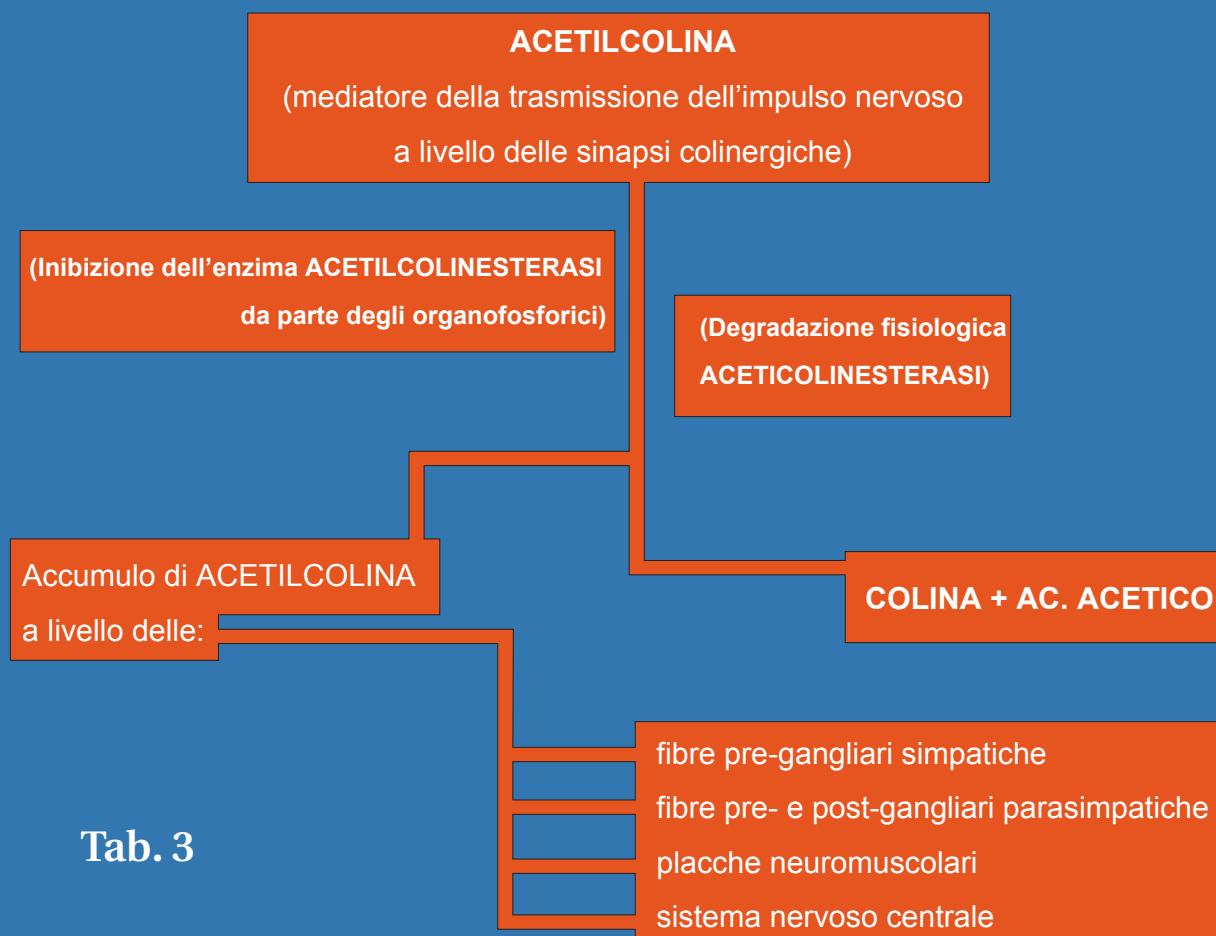 ACETILCOLINA
(mediatore della trasmissione dell’impulso nervoso
a livello delle sinapsi colinergiche)
(Inibizione dell’enzima ACETILCOLINESTERASI
da parte degli organofosforici)
(Degradazione fisiologica
ACETICOLINESTERASI)
Accumulo di ACETILCOLINA
a livello delle:
COLINA + AC. ACETICO
fibre pre-gangliari simpatiche
fibre pre- e post-gangliari parasimpatiche
placche neuromuscolari
sistema nervoso centrale
Tab. 3